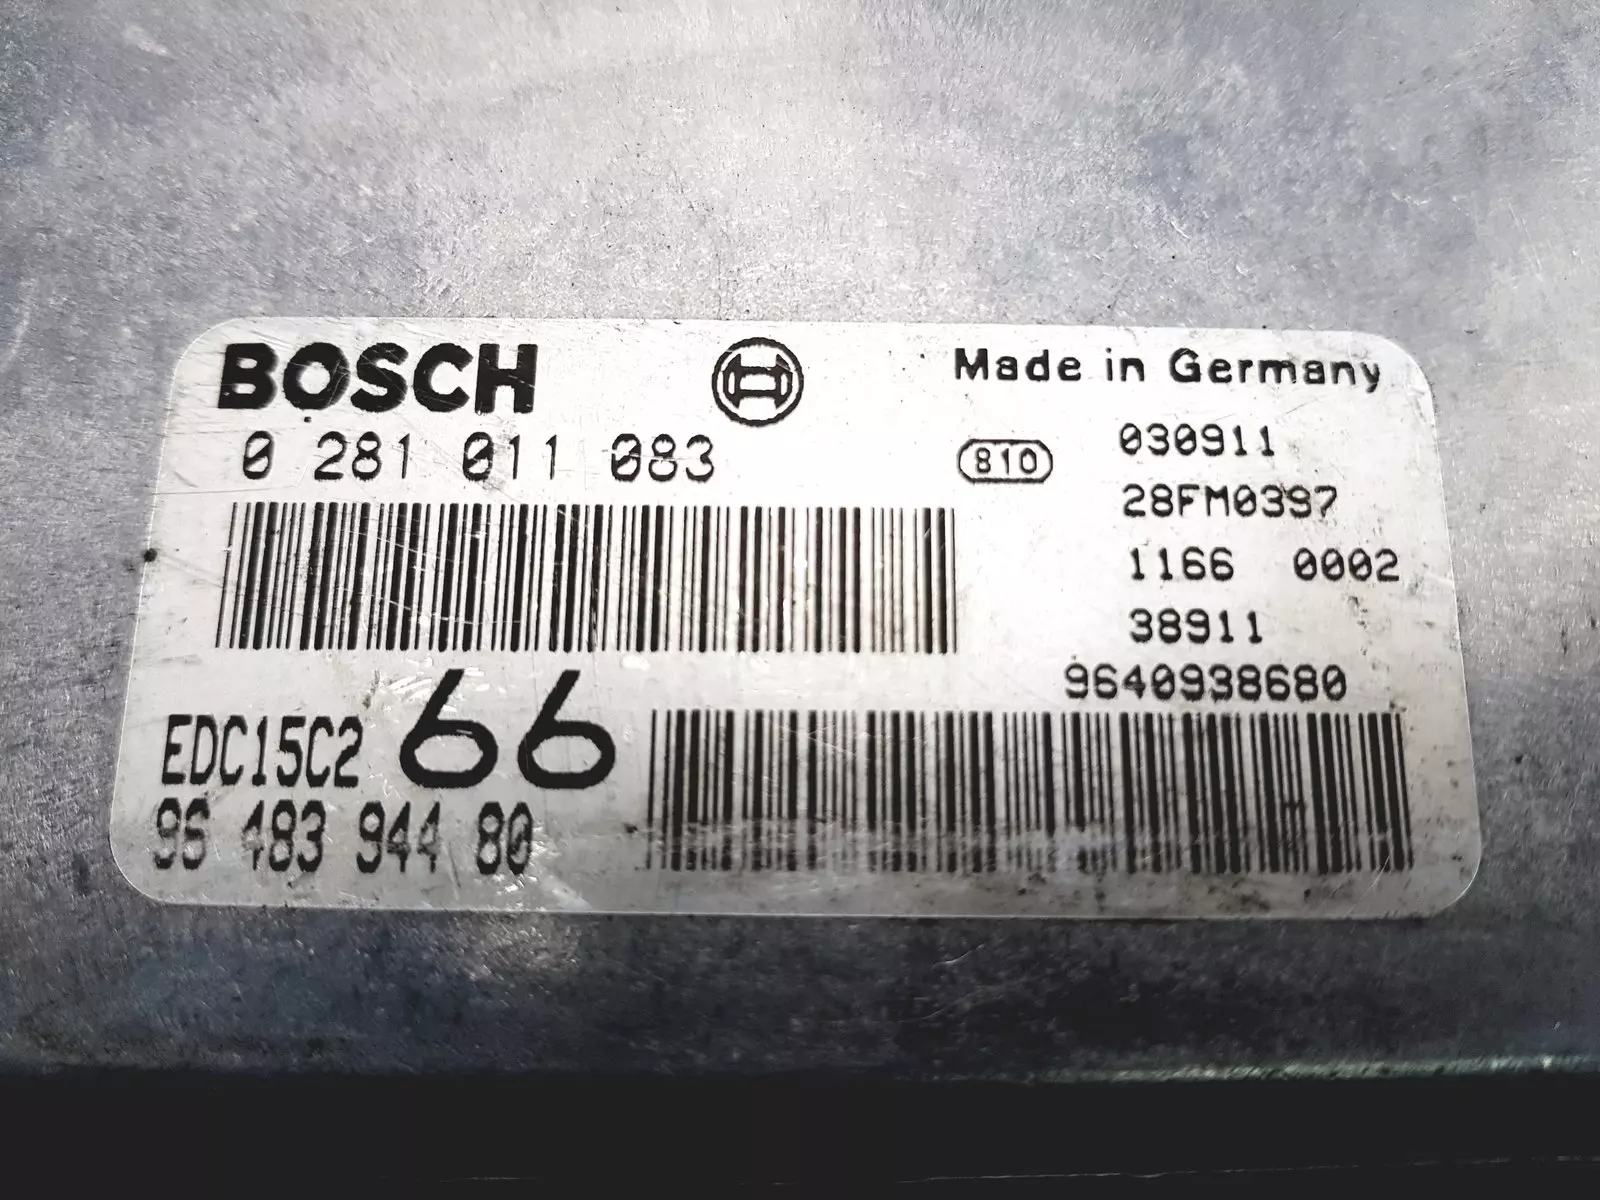 BOSCH
Made in Germany
0 281 011 083
810
030911
28FM0397
1166 0002
38911
9640938680
EDC15C2 66
96 483 944 80